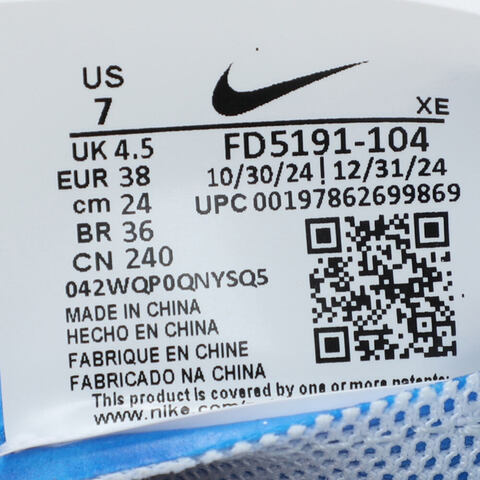 US
7
XE
UK 4.5
EUR 38
cm 24
BR 36
CN 240
FD5191-104
10/30/24 | 12/31/24
UPC 00197862699869
042WQP0QNYSQ5
MADE IN CHINA
HECHO EN CHINA
FABRIQUE EN CHINE
FABRICADO NA CHINA
This product is covered by one or more patents:
www.nike.com/